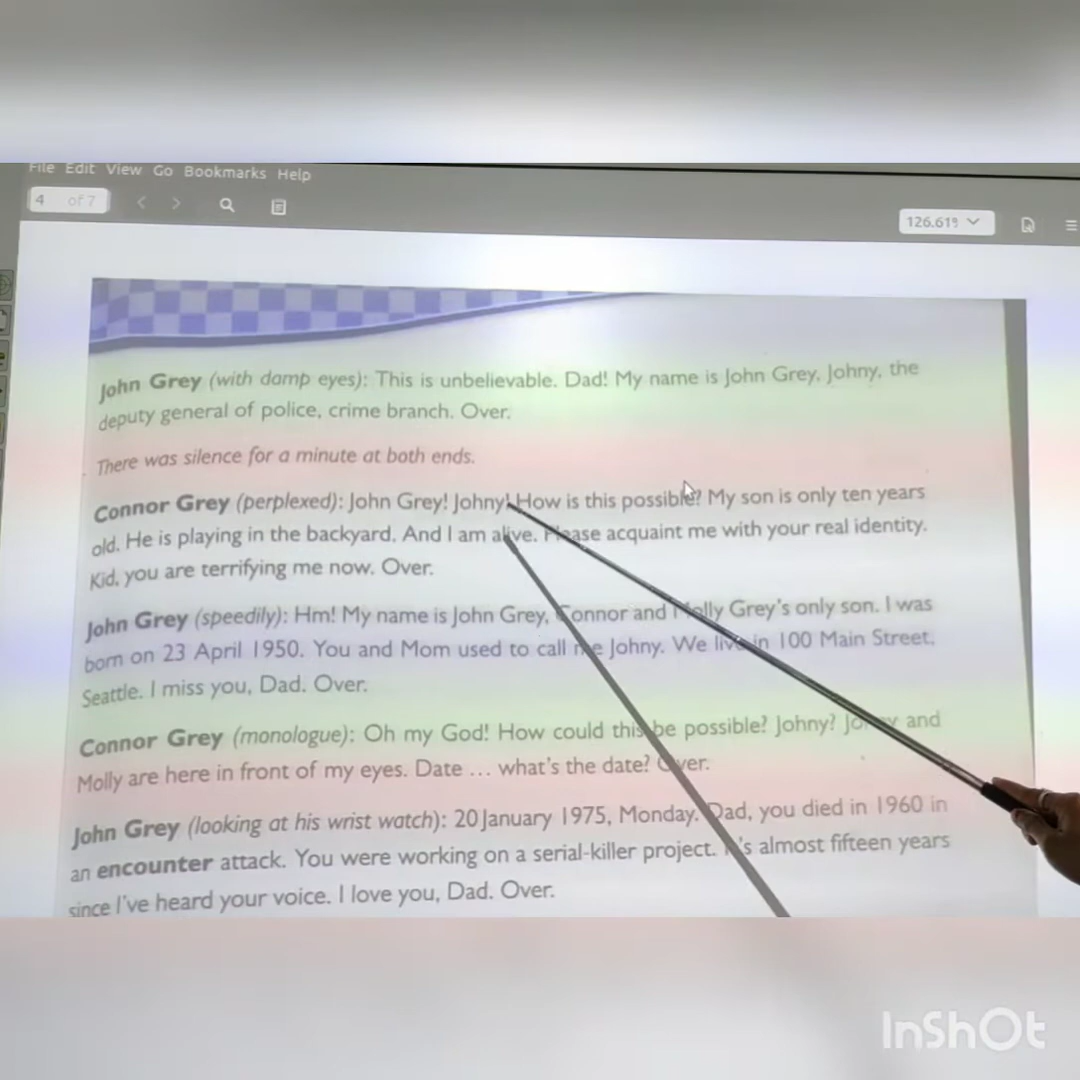 File Edit View Go Bookmarks Help
4 of 7
126.61%
John Grey (with damp eyes): This is unbelievable. Dad! My name is John Grey, Johny, the
deputy general of police, crime branch. Over.
There was silence for a minute at both ends.
Connor Grey (perplexed): John Grey! Johny! How is this possible? My son is only ten years
old. He is playing in the backyard. And I am alive. Please acquaint me with your real identity.
Kid, you are terrifying me now. Over.
John Grey (speedily): Hm! My name is John Grey, Connor and Molly Grey's only son. I was
born on 23 April 1950. You and Mom used to call me Johny. We live in 100 Main Street,
Seattle. I miss you, Dad. Over.
Connor Grey (monologue): Oh my God! How could this be possible? Johny? Johny and
Molly are here in front of my eyes. Date ... what's the date? Over.
John Grey (looking at his wrist watch): 20 January 1975, Monday. Dad, you died in 1960 in
an encounter attack. You were working on a serial-killer project. It's almost fifteen years
since I've heard your voice. I love you, Dad. Over.
InShOt